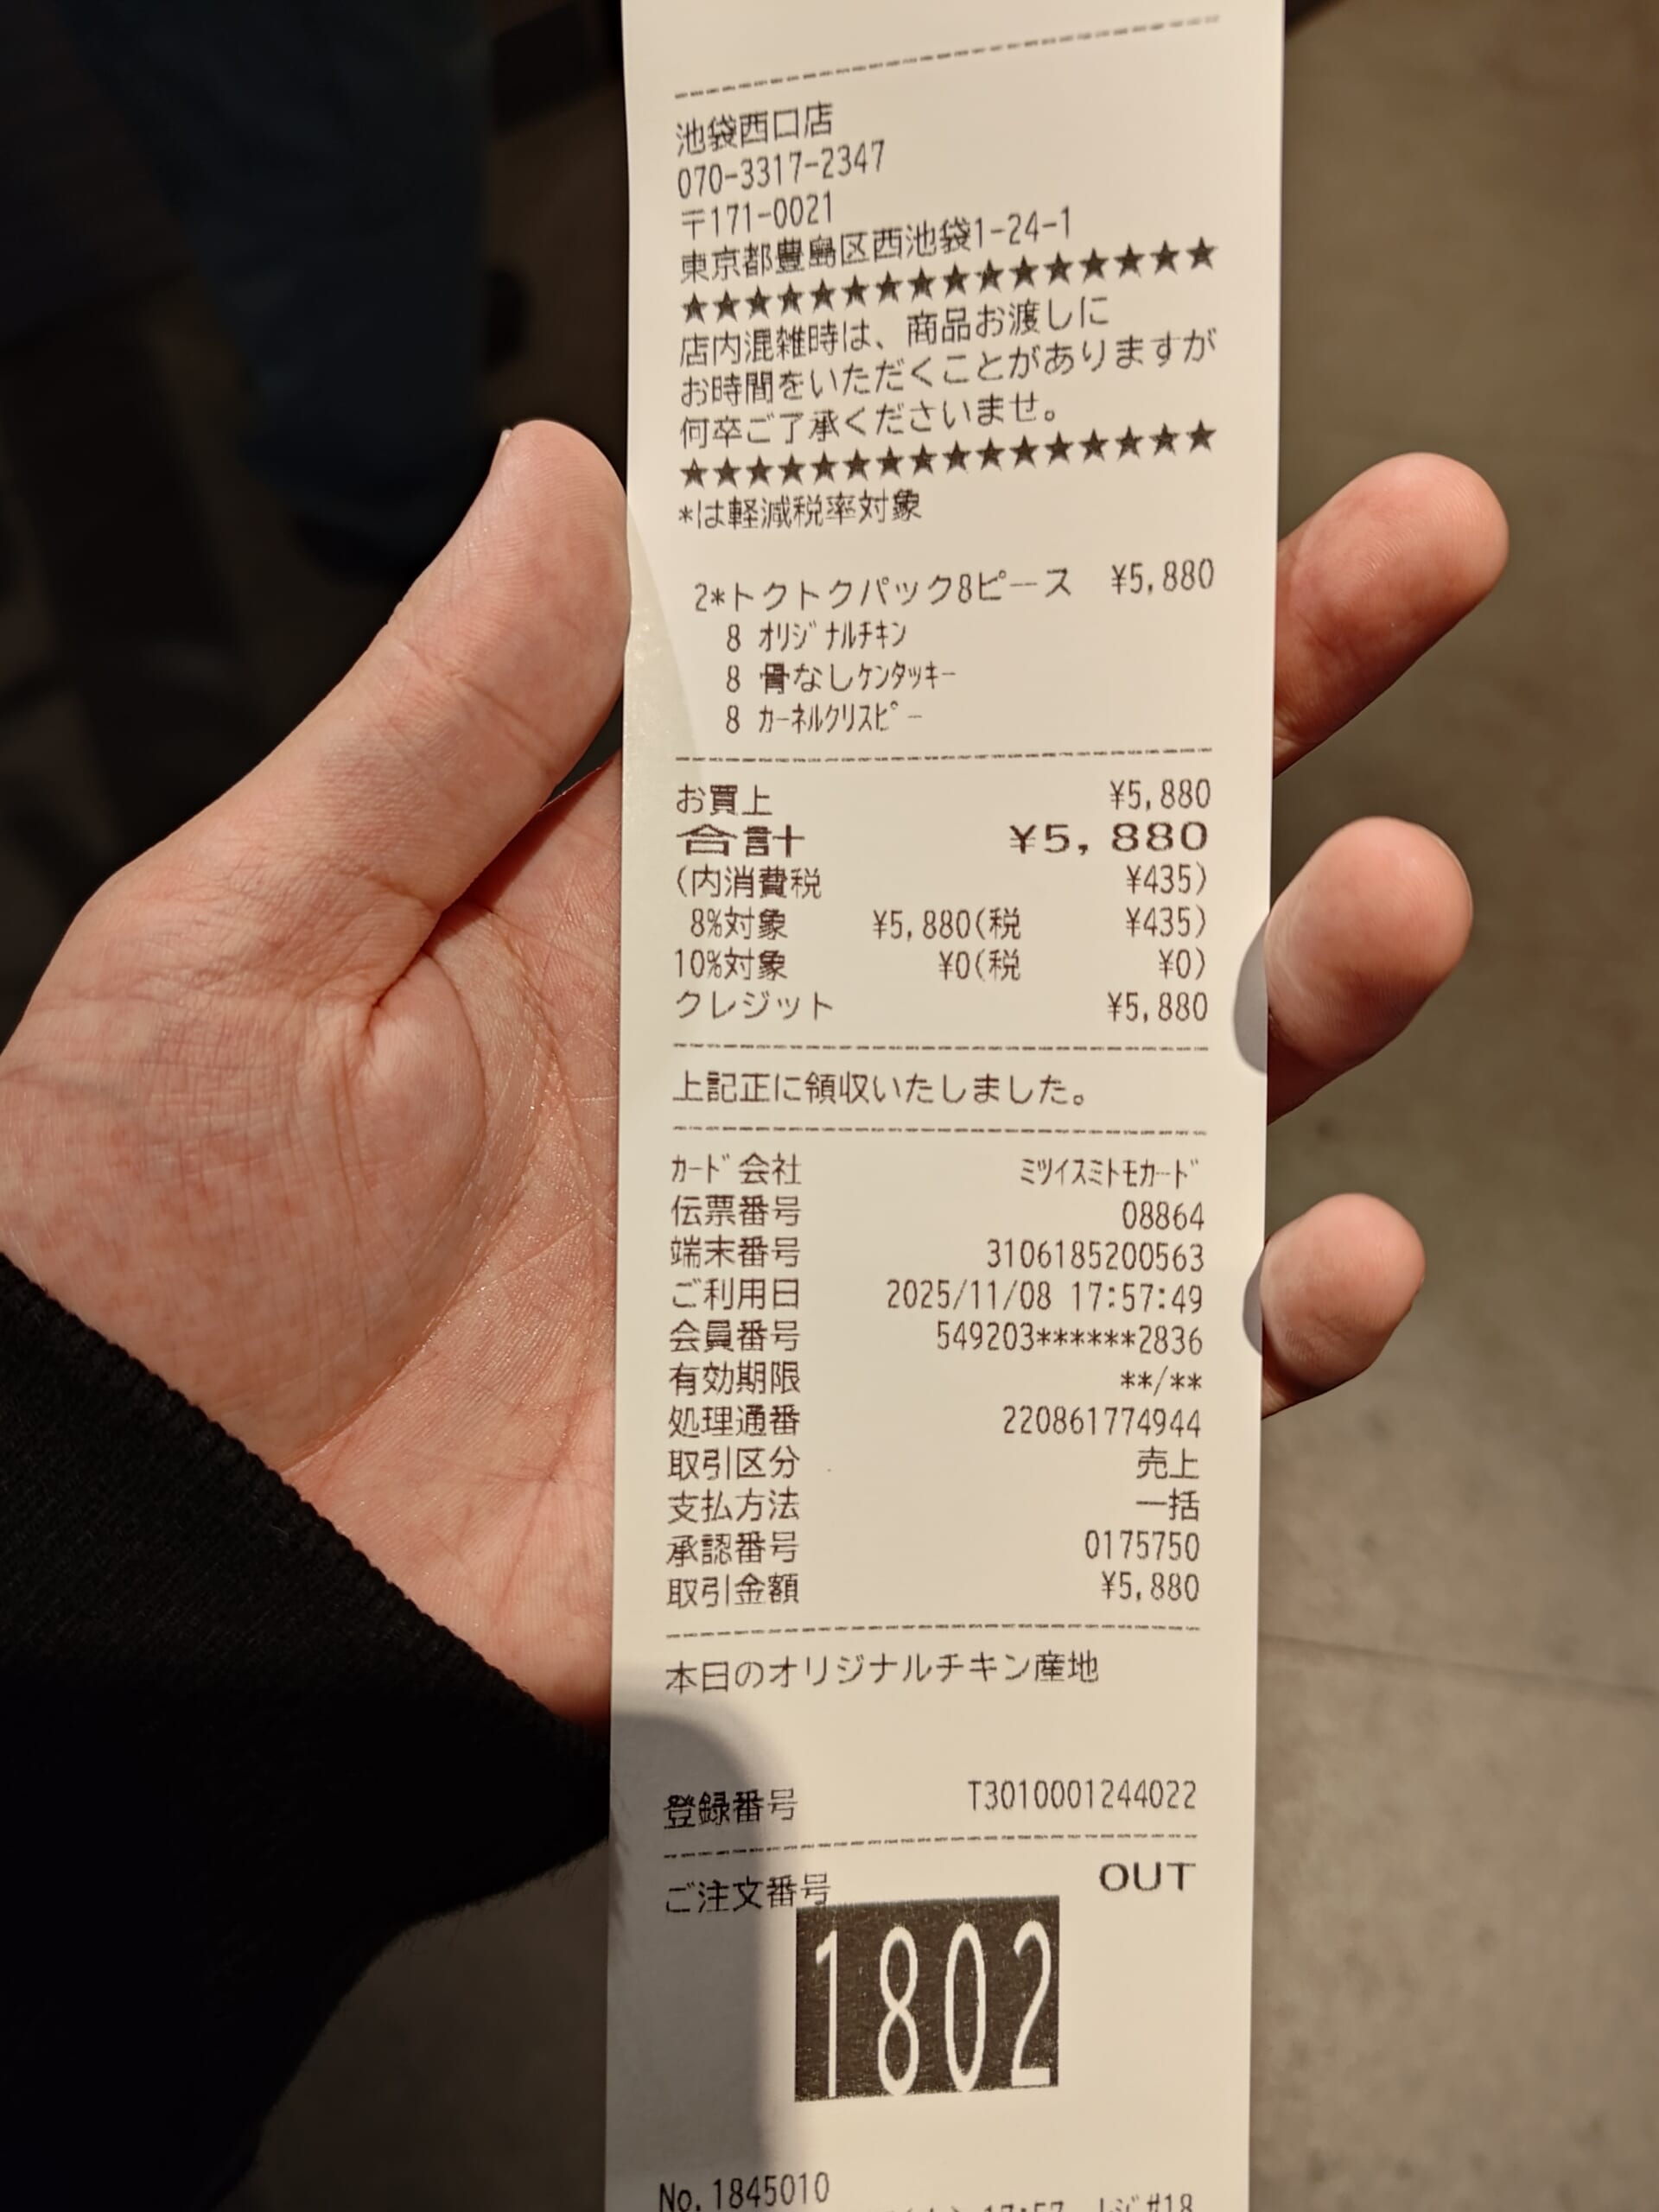 池袋西口店
070-3317-2347
〒171-0021
東京都豊島区西池袋1-24-1
★★★★★★★★★★★★★★★★★
店内混雑時は、商品お渡しに
お時間をいただくことがありますが
何卒ご了承くださいませ。
★★★★★★★★★★★★★★★★★
*は軽減税率対象
2*トクトクパック8ピース ¥5,880
8 オリジナルチキン
8 骨なしケンタッキー
8 カーネルクリスピー
お買上 ¥5,880
合計 ¥5,880
(内消費税 ¥435)
8%対象 ¥5,880(税 ¥435)
10%対象 ¥0(税 ¥0)
クレジット ¥5,880
上記正に領収いたしました。
カード会社 ミツイスミトモカード
伝票番号 08864
端末番号 3106185200563
ご利用日 2025/11/08 17:57:49
会員番号 549203******2836
有効期限 **/**
処理通番 220861774944
取引区分 売上
支払方法 一括
承認番号 0175750
取引金額 ¥5,880
本日のオリジナルチキン産地
登録番号 T3010001244022
ご注文番号 OUT
1802
No.1845010
17:57 レジ#18